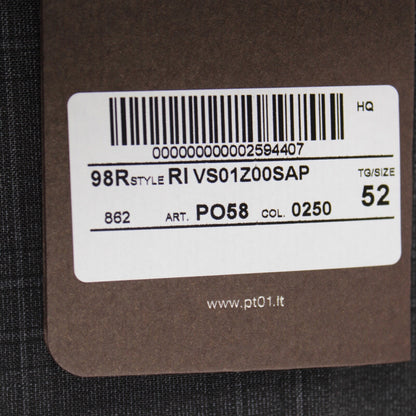 HQ
000000000002594407
98R STYLE RI VS01Z00SAP TG/SIZE
862 ART. PO58 COL. 0250 52
www.pt01.it